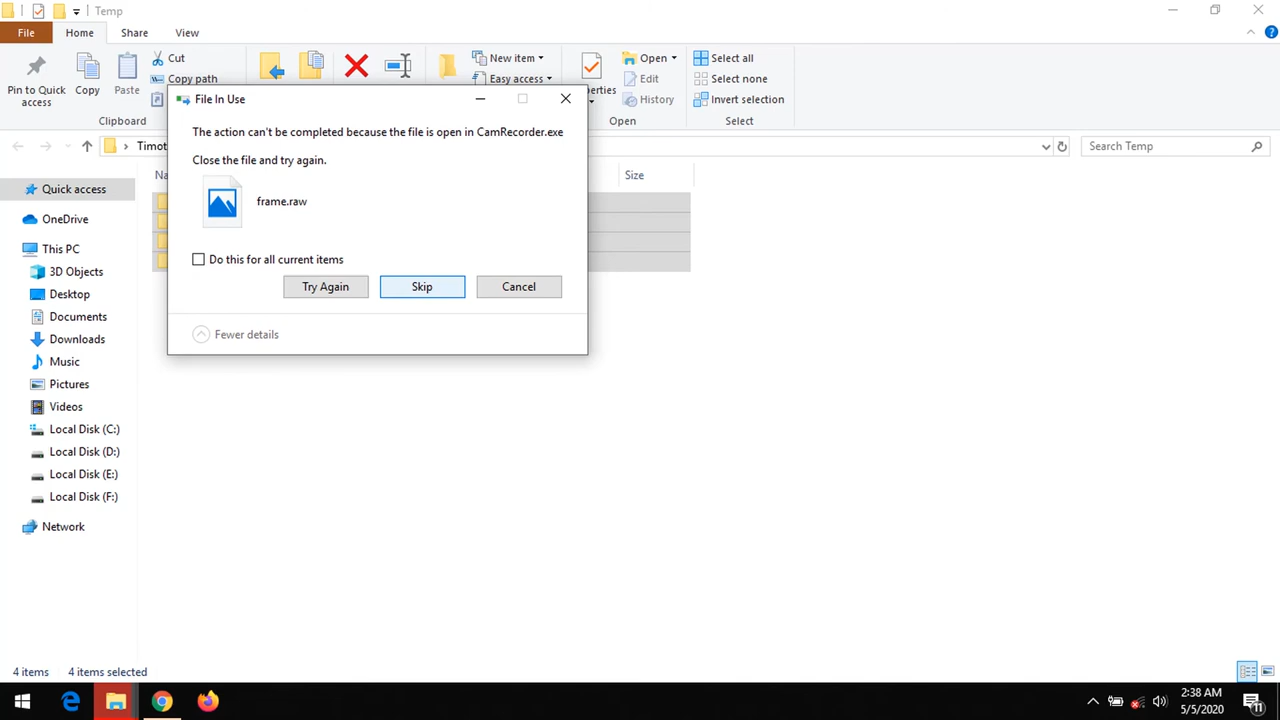 Temp
File
Home
Share
View
Pin to Quick
access
Copy
Paste
Cut
Copy path
New item
Easy access
Open
Edit
History
Select all
Select none
Invert selection
Clipboard
Open
Select
File In Use
The action can't be completed because the file is open in CamRecorder.exe
Close the file and try again.
frame.raw
Do this for all current items
Try Again
Skip
Cancel
Fewer details
Search Temp
Size
Quick access
OneDrive
This PC
3D Objects
Desktop
Documents
Downloads
Music
Pictures
Videos
Local Disk (C:)
Local Disk (D:)
Local Disk (E:)
Local Disk (F:)
Network
4 items
4 items selected
2:38 AM
5/5/2020
11